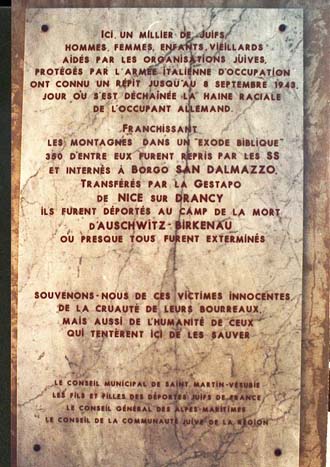 ICI, UN MILLIER DE JUIFS,
HOMMES, FEMMES, ENFANTS, VIEILLARDS
AIDÉS PAR LES ORGANISATIONS JUIVES,
PROTÉGÉS PAR L'ARMÉE ITALIENNE D'OCCUPATION
ONT CONNU UN RÉPIT JUSQU'AU 8 SEPTEMBRE 1943,
JOUR OÙ S'EST DÉCHAÎNÉE LA HAINE RACIALE
DE L'OCCUPANT ALLEMAND.
FRANCHISSANT
LES MONTAGNES DANS UN "EXODE BIBLIQUE"
350 D'ENTRE EUX FURENT REPRIS PAR LES SS
ET INTERNÉS À BORGO SAN DALMAZZO.
TRANSFÉRÉS PAR LA GESTAPO
DE NICE SUR DRANCY
ILS FURENT DÉPORTÉS AU CAMP DE LA MORT
D'AUSCHWITZ-BIRKENAU
OÙ PRESQUE TOUS FURENT EXTERMINÉS
SOUVENONS-NOUS DE CES VICTIMES INNOCENTES
DE LA CRUAUTÉ DE LEURS BOURREAUX,
MAIS AUSSI DE L'HUMANITÉ DE CEUX
QUI TENTÈRENT ICI DE LES SAUVER
LE CONSEIL MUNICIPAL DE SAINT MARTIN-VÉSUBIE
LES FILS ET FILLES DES DÉPORTÉS JUIFS DE FRANCE
LE CONSEIL GÉNÉRAL DES ALPES-MARITIMES
LE CONSEIL DE LA COMMUNAUTÉ JUIVE DE LA RÉGION